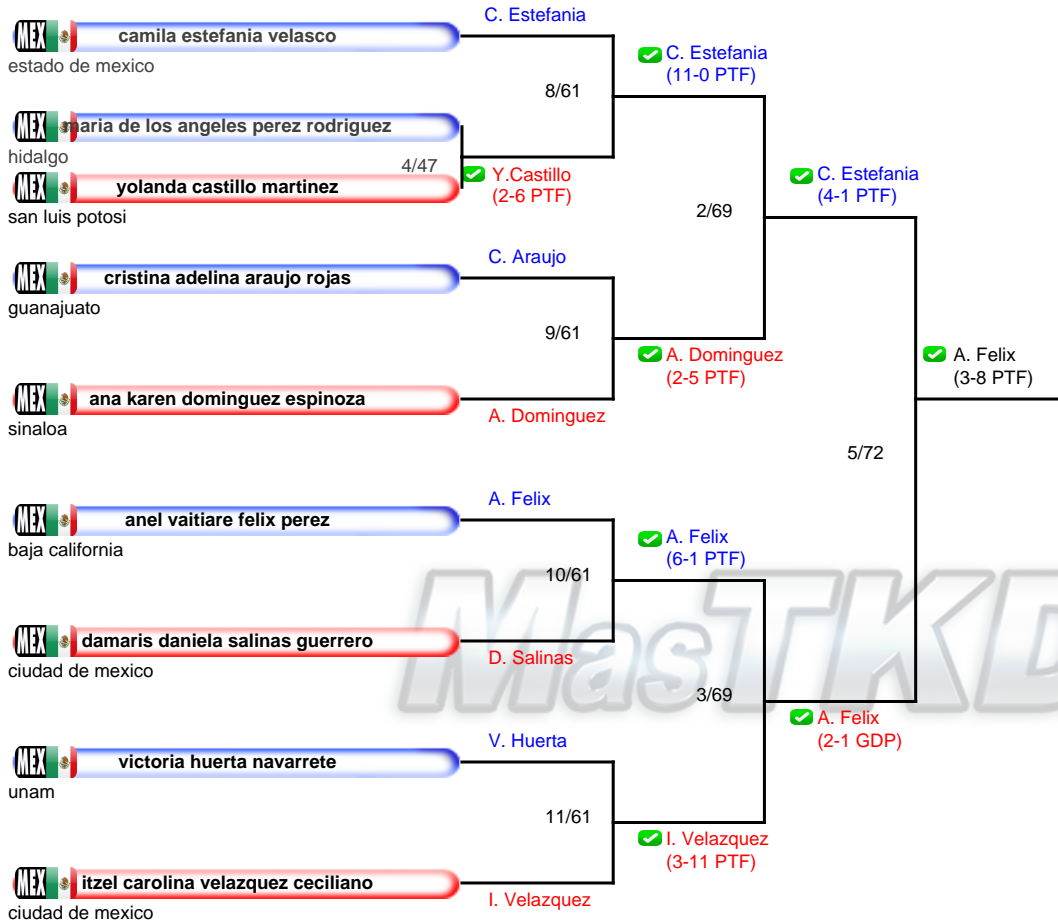 C. Estefania
MEX camila estefania velasco
estado de mexico
8/61
C. Estefania
(11-0 PTF)
MEX maria de los angeles perez rodriguez
hidalgo
4/47
Y.Castillo
(2-6 PTF)
MEX yolanda castillo martinez
san luis potosi
2/69
C. Estefania
(4-1 PTF)
C. Araujo
MEX cristina adelina araujo rojas
guanajuato
9/61
A. Dominguez
(2-5 PTF)
MEX ana karen dominguez espinoza
sinaloa
A. Dominguez
5/72
A. Felix
(3-8 PTF)
A. Felix
MEX anel vaitiare felix perez
baja california
10/61
A. Felix
(6-1 PTF)
MEX damaris daniela salinas guerrero
ciudad de mexico
D. Salinas
MasTKD
3/69
A. Felix
(2-1 GDP)
V. Huerta
MEX victoria huerta navarrete
unam
11/61
I. Velazquez
(3-11 PTF)
MEX itzel carolina velazquez ceciliano
ciudad de mexico
I. Velazquez